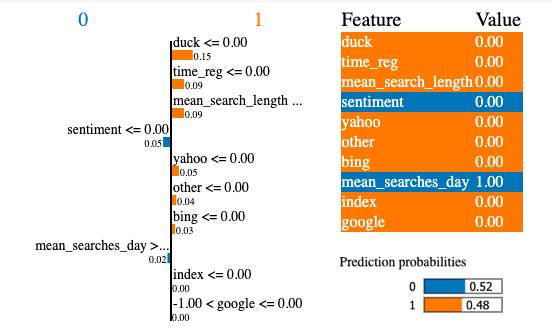 0 1
duck <= 0.00
0.15
time_reg <= 0.00
0.09
mean_search_length ...
0.09
sentiment <= 0.00
0.05
yahoo <= 0.00
0.05
other <= 0.00
0.04
bing <= 0.00
0.03
mean_searches_day >...
0.02
index <= 0.00
0.00
-1.00 < google <= 0.00
0.00
Feature Value
duck 0.00
time_reg 0.00
mean_search_length 0.00
sentiment 0.00
yahoo 0.00
other 0.00
bing 0.00
mean_searches_day 1.00
index 0.00
google 0.00
Prediction probabilities
0 0.52
1 0.48